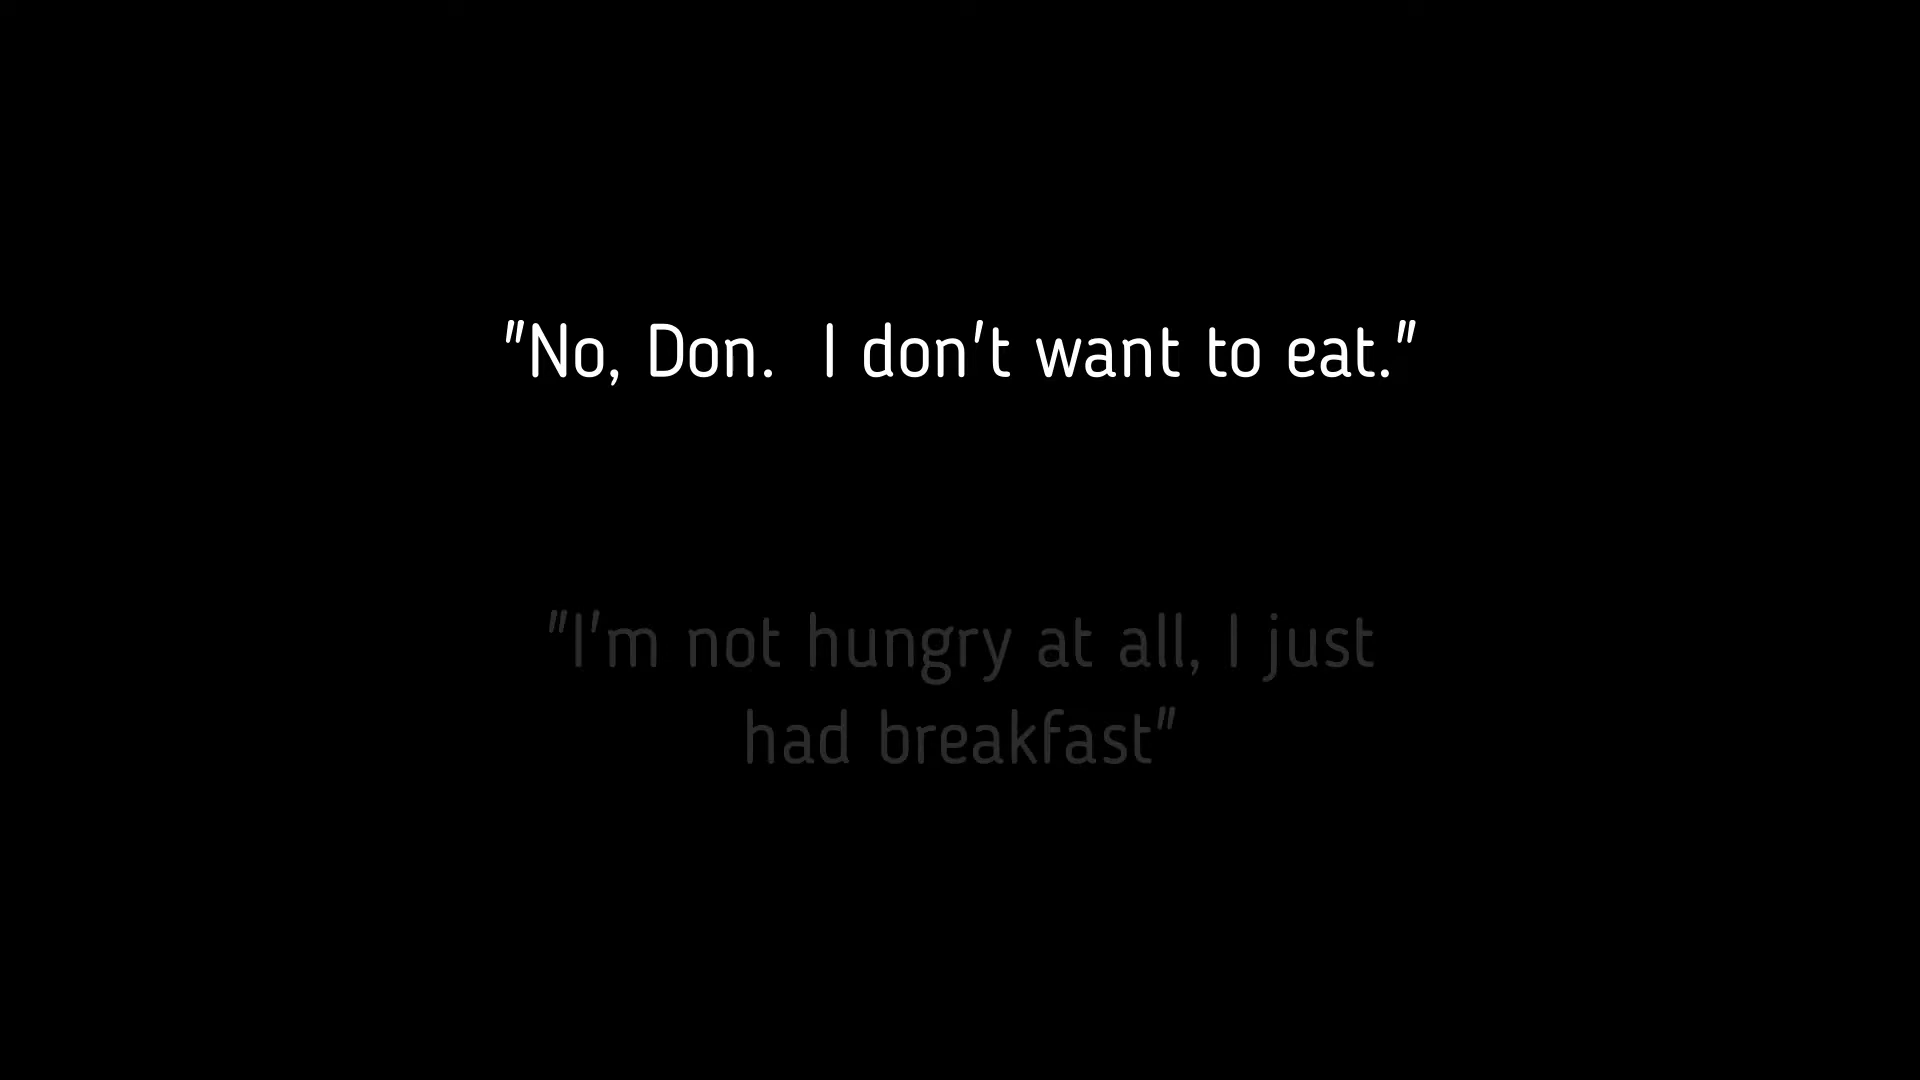 "No, Don.  I don't want to eat."
"I'm not hungry at all, I just
had breakfast"